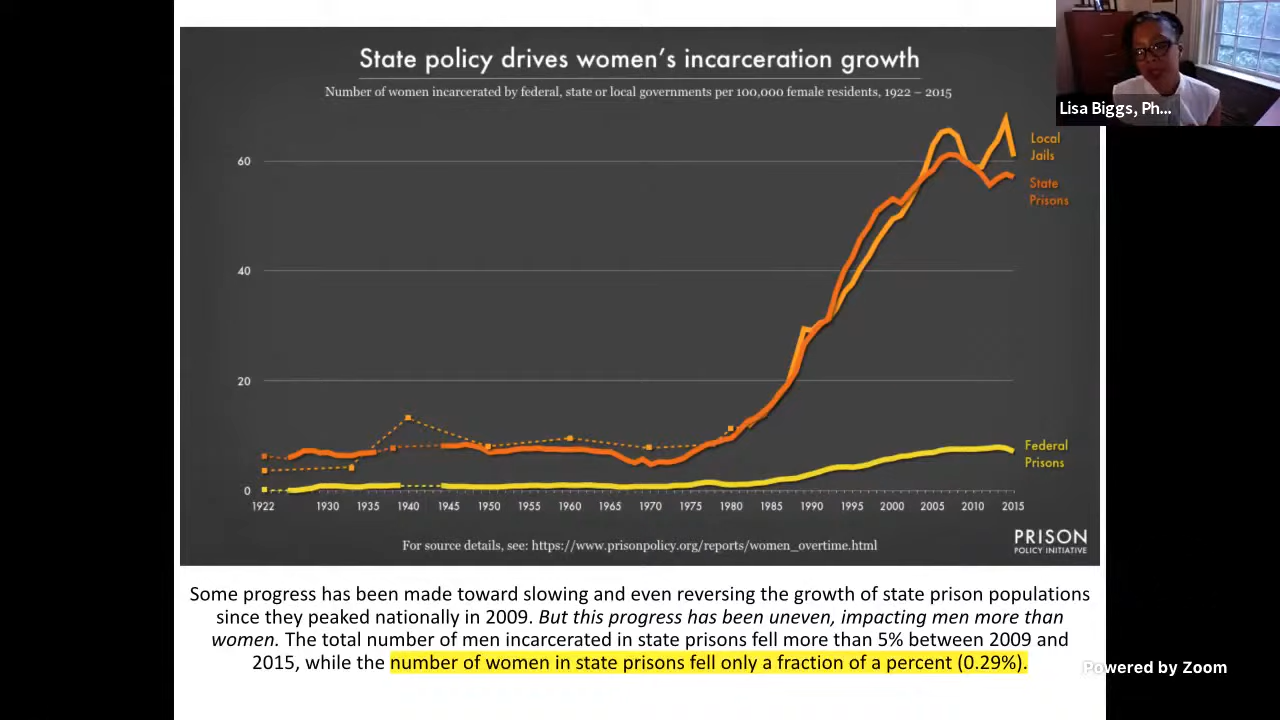 State policy drives women's incarceration growth
Number of women incarcerated by federal, state or local governments per 100,000 female residents, 1922 – 2015
Lisa Biggs, Ph...
Local
Jails
60
State
Prisons
40
20
Federal
Prisons
0
1922 1930 1935 1940 1945 1950 1955 1960 1965 1970 1975 1980 1985 1990 1995 2000 2005 2010 2015
PRISON
POLICY INITIATIVE
For source details, see: https://www.prisonpolicy.org/reports/women_overtime.html
Some progress has been made toward slowing and even reversing the growth of state prison populations
since they peaked nationally in 2009. But this progress has been uneven, impacting men more than
women. The total number of men incarcerated in state prisons fell more than 5% between 2009 and
2015, while the number of women in state prisons fell only a fraction of a percent (0.29%).
Powered by Zoom